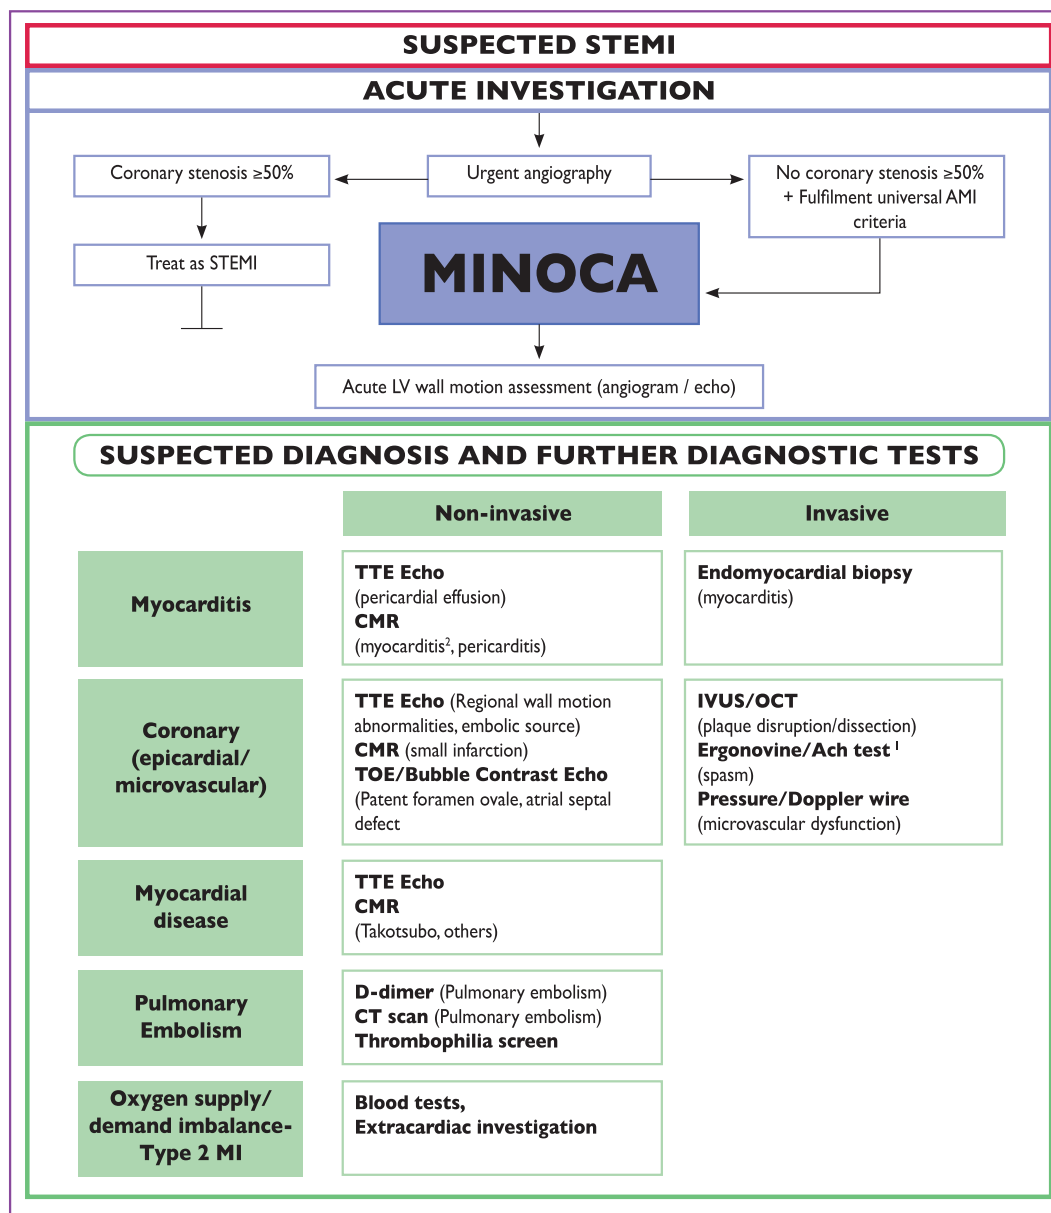 SUSPECTED STEMI
ACUTE INVESTIGATION
Coronary stenosis ≥50%
Urgent angiography
No coronary stenosis ≥50%
+ Fulfilment universal AMI
criteria
Treat as STEMI
MINOCA
Acute LV wall motion assessment (angiogram / echo)
SUSPECTED DIAGNOSIS AND FURTHER DIAGNOSTIC TESTS
Non-invasive
Invasive
Myocarditis
TTE Echo
(pericardial effusion)
CMR
(myocarditis², pericarditis)
Endomyocardial biopsy
(myocarditis)
Coronary
(epicardial/
microvascular)
TTE Echo (Regional wall motion
abnormalities, embolic source)
CMR (small infarction)
TOE/Bubble Contrast Echo
(Patent foramen ovale, atrial septal
defect
IVUS/OCT
(plaque disruption/dissection)
Ergonovine/Ach test ¹
(spasm)
Pressure/Doppler wire
(microvascular dysfunction)
Myocardial
disease
TTE Echo
CMR
(Takotsubo, others)
Pulmonary
Embolism
D-dimer (Pulmonary embolism)
CT scan (Pulmonary embolism)
Thrombophilia screen
Oxygen supply/
demand imbalance-
Type 2 MI
Blood tests,
Extracardiac investigation